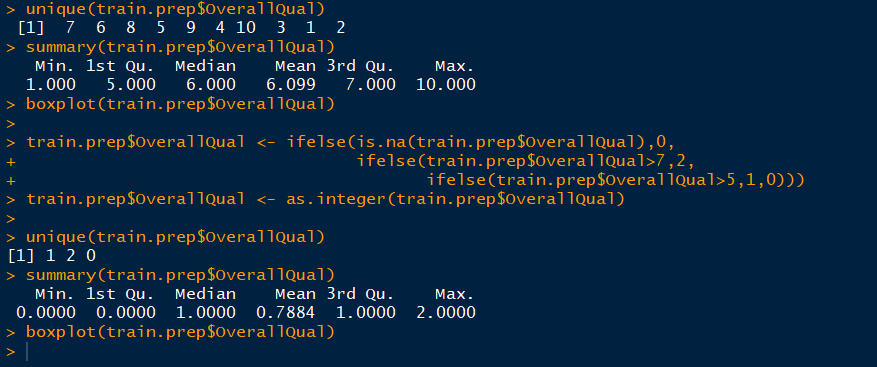 > unique(train.prep$OverallQual)
 [1]  7  6  8  5  9  4 10  3  1  2
> summary(train.prep$OverallQual)
   Min. 1st Qu.  Median    Mean 3rd Qu.    Max.
  1.000   5.000   6.000   6.099   7.000  10.000
> boxplot(train.prep$OverallQual)
>
> train.prep$OverallQual <- ifelse(is.na(train.prep$OverallQual),0,
+                                  ifelse(train.prep$OverallQual>7,2,
+                                         ifelse(train.prep$OverallQual>5,1,0)))
> train.prep$OverallQual <- as.integer(train.prep$OverallQual)
>
> unique(train.prep$OverallQual)
[1] 1 2 0
> summary(train.prep$OverallQual)
   Min. 1st Qu.  Median    Mean 3rd Qu.    Max.
 0.0000  0.0000  1.0000  0.7884  1.0000  2.0000
> boxplot(train.prep$OverallQual)
>